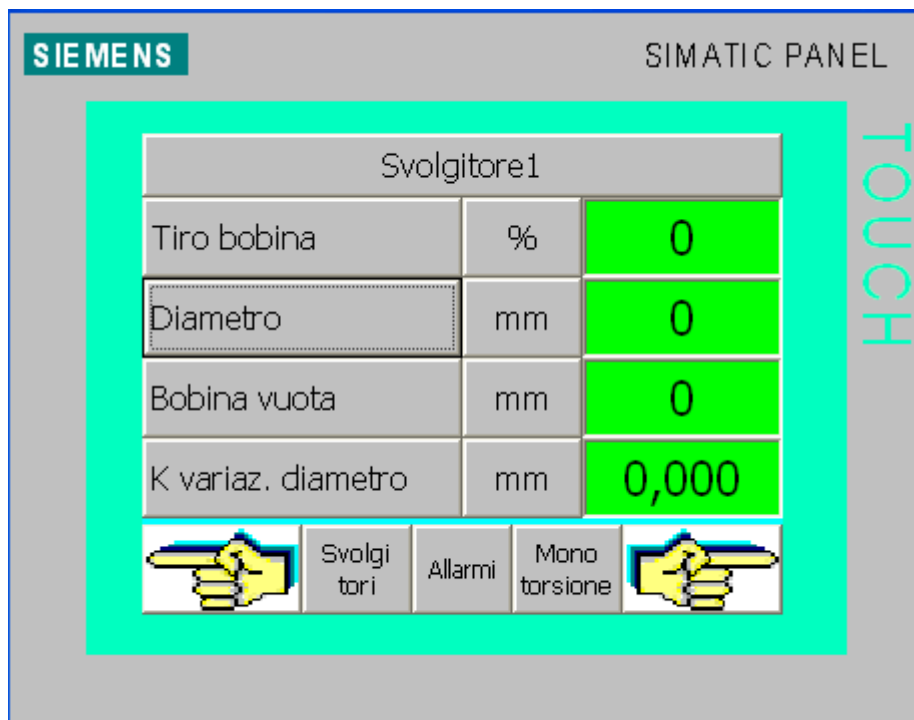 SIEMENS
SIMATIC PANEL
TOUCH
Svolgitore1
Tiro bobina % 0
Diametro mm 0
Bobina vuota mm 0
K variaz. diametro mm 0,000
Svolgi
tori
Allarmi
Mono
torsione